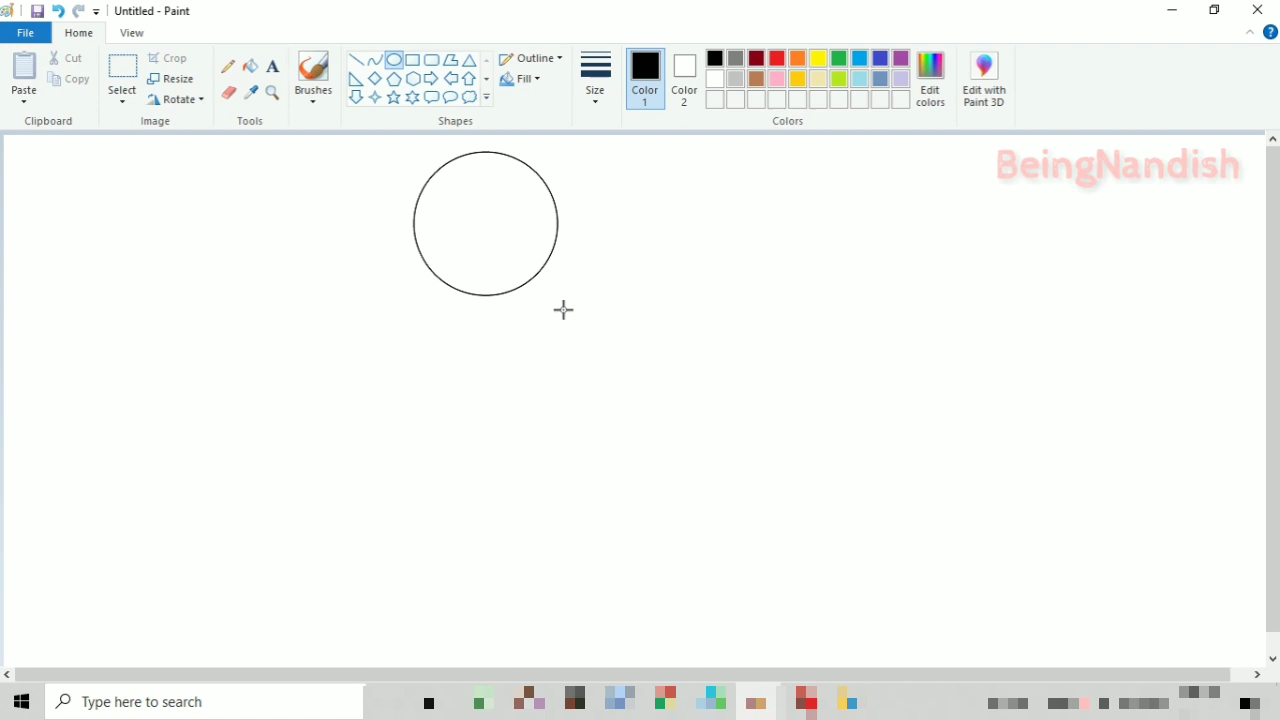 Untitled - Paint
File Home View
Paste
Cut
Copy
Clipboard
Select
Crop
Resize
Rotate
Image
A
Tools
Brushes
Outline
Fill
Shapes
Size
Color 1
Color 2
Edit colors
Colors
Edit with Paint 3D
BeingNandish
Type here to search